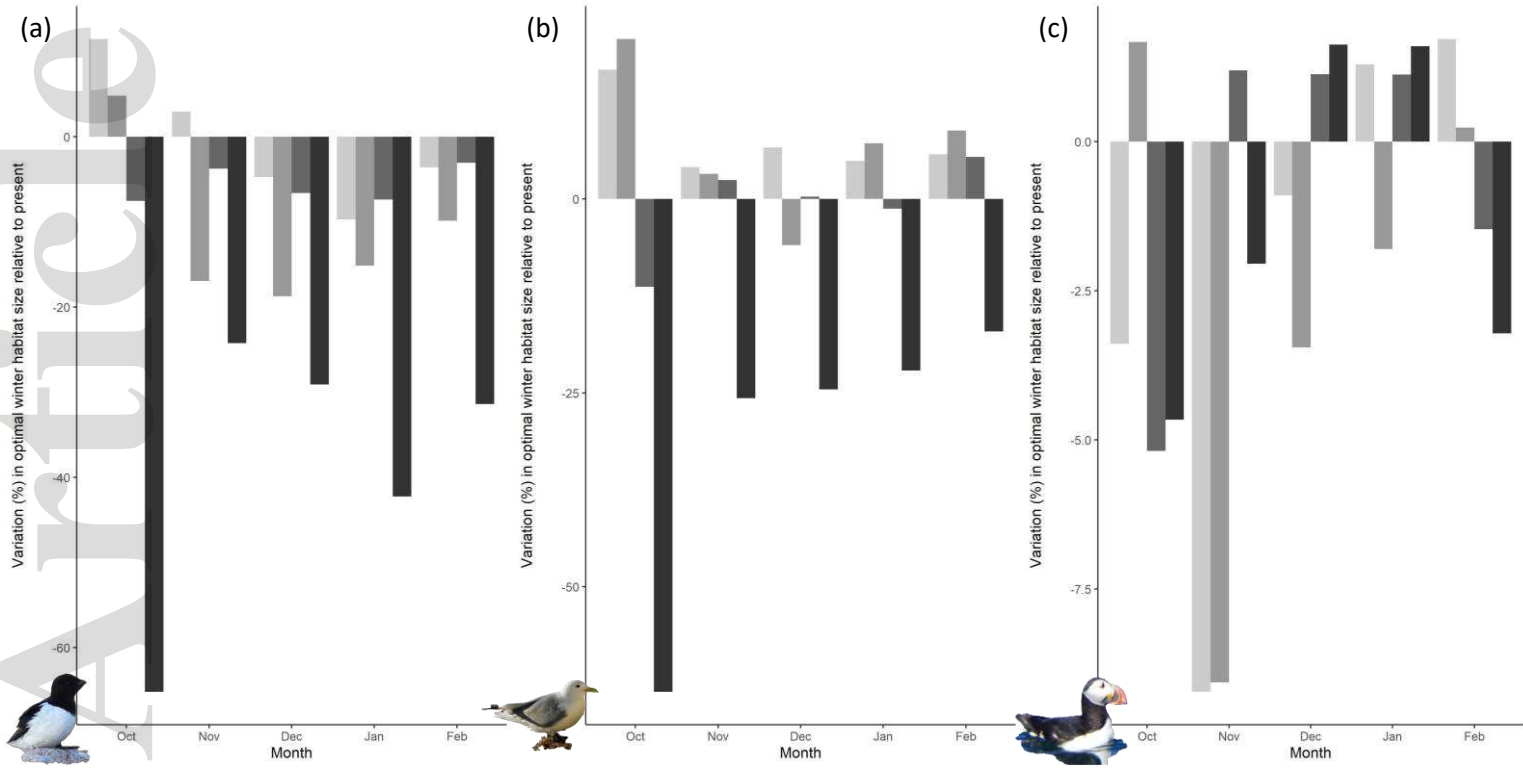 Article
(a)
Variation (%) in optimal winter habitat size relative to present
0
-20
-40
-60
Oct Nov Dec Jan Feb
Month
(b)
Variation (%) in optimal winter habitat size relative to present
0
-25
-50
Oct Nov Dec Jan Feb
Month
(c)
Variation (%) in optimal winter habitat size relative to present
0.0
-2.5
-5.0
-7.5
Oct Nov Dec Jan Feb
Month